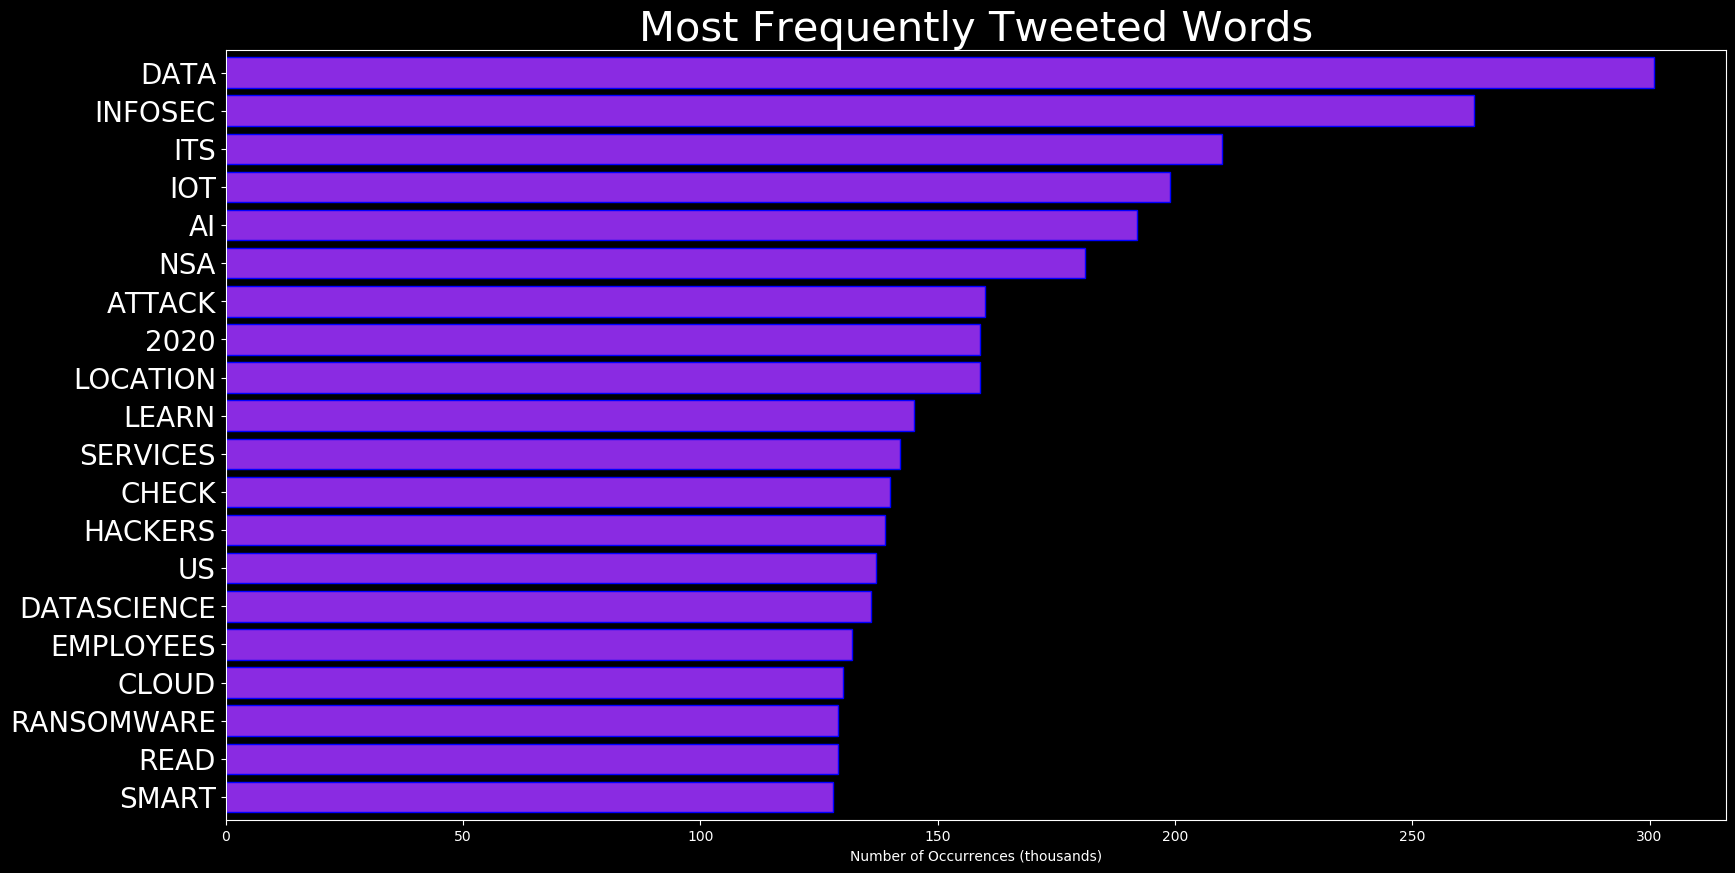 Most Frequently Tweeted Words
DATA
INFOSEC
ITS
IOT
AI
NSA
ATTACK
2020
LOCATION
LEARN
SERVICES
CHECK
HACKERS
US
DATASCIENCE
EMPLOYEES
CLOUD
RANSOMWARE
READ
SMART
0 50 100 150 200 250 300
Number of Occurrences (thousands)